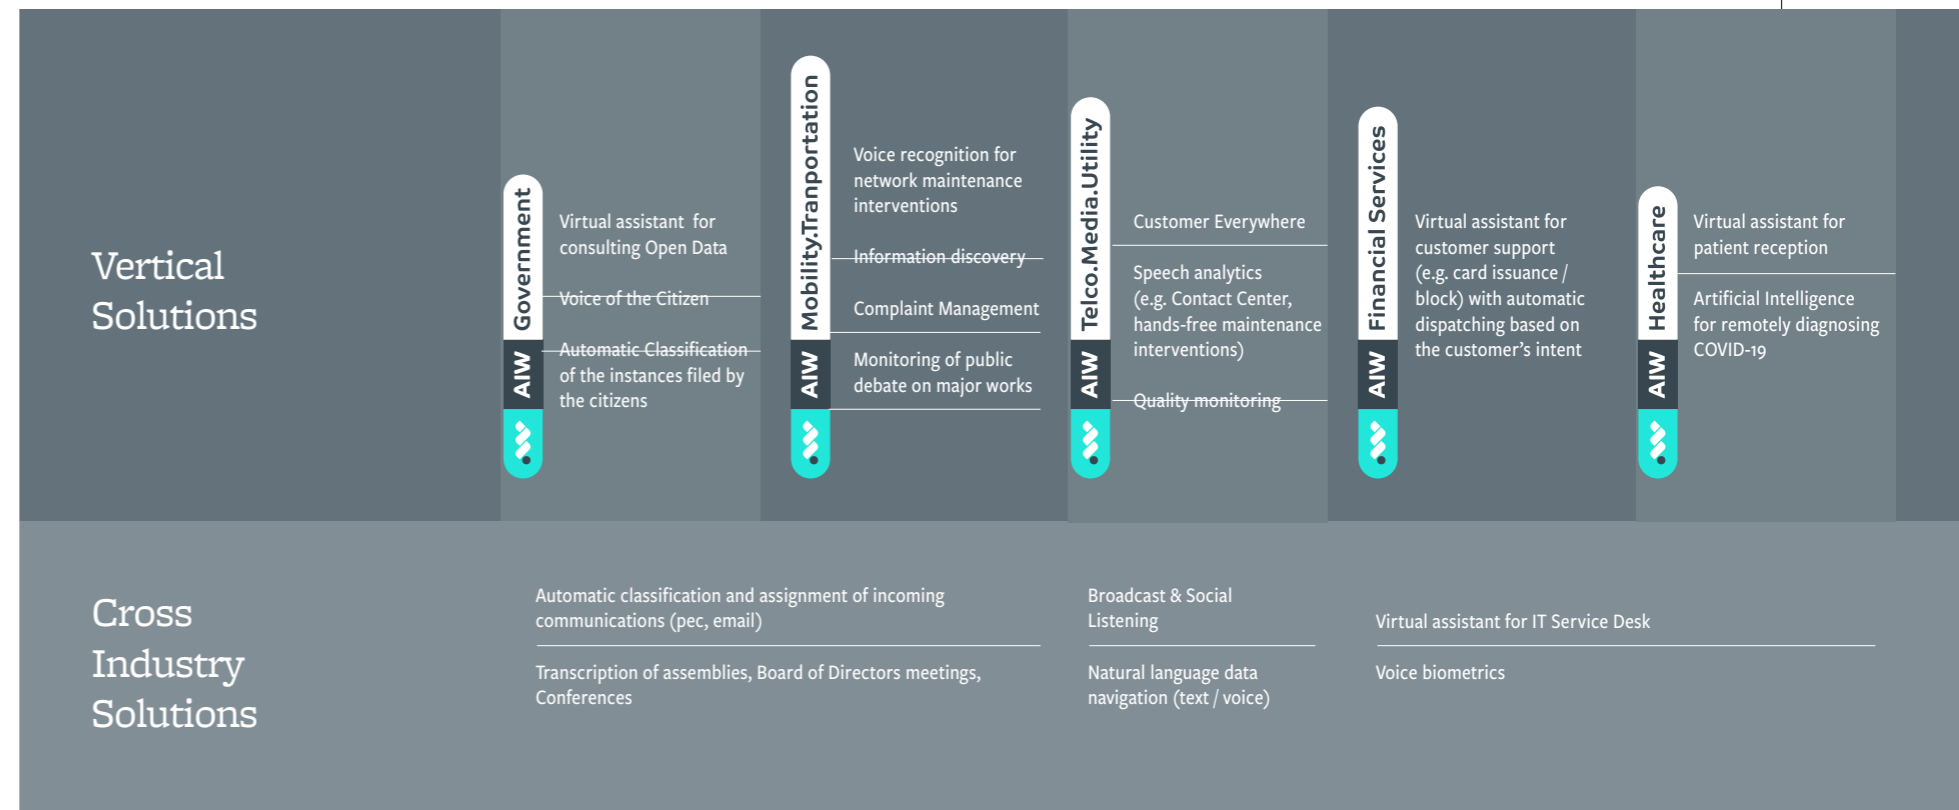 Vertical
Solutions
Government
AIW
Virtual assistant for
consulting Open Data
Voice of the Citizen
Automatic Classification
of the instances filed by
the citizens
Mobility.Tranportation
AIW
Voice recognition for
network maintenance
interventions
Information discovery
Complaint Management
Monitoring of public
debate on major works
Telco.Media.Utility
AIW
Customer Everywhere
Speech analytics
(e.g. Contact Center,
hands-free maintenance
interventions)
Quality monitoring
Financial Services
AIW
Virtual assistant for
customer support
(e.g. card issuance /
block) with automatic
dispatching based on
the customer’s intent
Healthcare
AIW
Virtual assistant for
patient reception
Artificial Intelligence
for remotely diagnosing
COVID-19
Cross
Industry
Solutions
Automatic classification and assignment of incoming
communications (pec, email)
Transcription of assemblies, Board of Directors meetings,
Conferences
Broadcast & Social
Listening
Natural language data
navigation (text / voice)
Virtual assistant for IT Service Desk
Voice biometrics